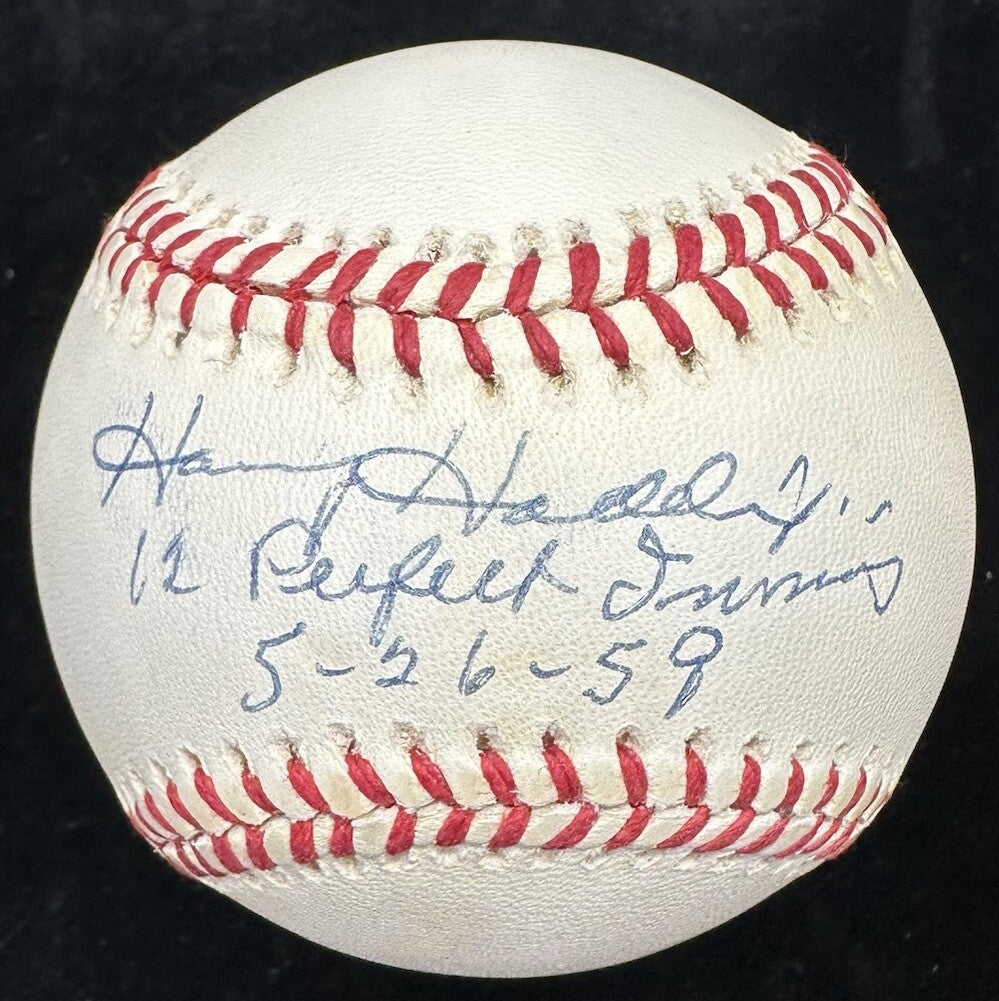 Harvey Haddix
12 Perfect Innings
5-26-59